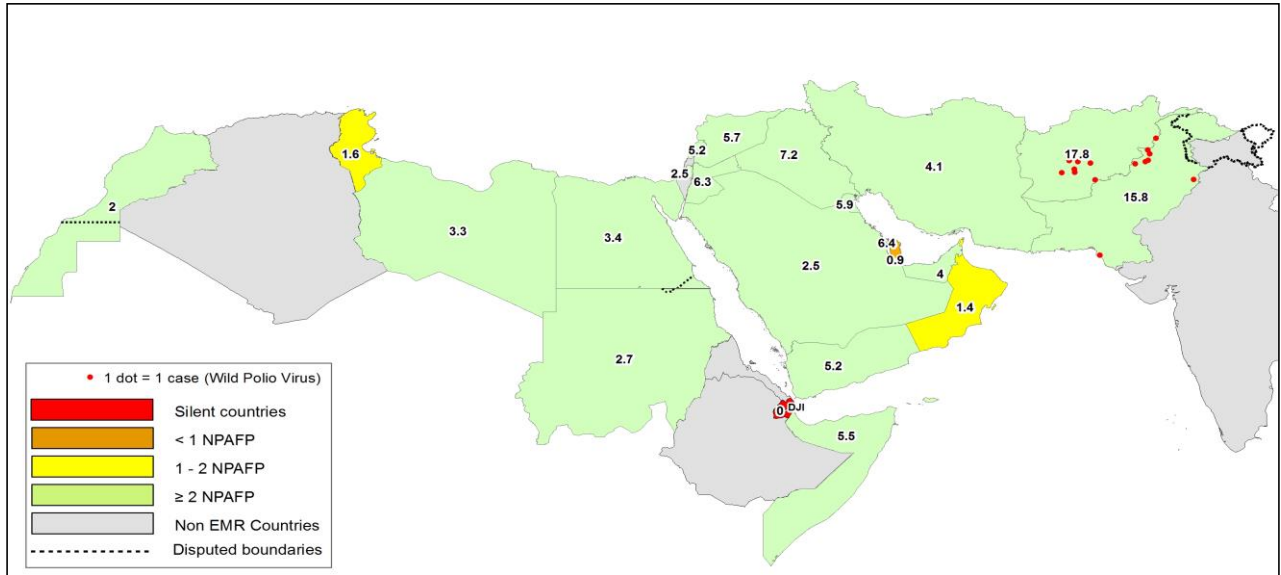 1.6
5.7
5.2
7.2
17.8
4.1
2.5
6.3
15.8
2
5.9
3.3
3.4
6.4
2.5
0.9
4
1.4
2.7
5.2
DJI
0
5.5
1 dot = 1 case (Wild Polio Virus)
Silent countries
< 1 NPAFP
1 - 2 NPAFP
≥ 2 NPAFP
Non EMR Countries
Disputed boundaries